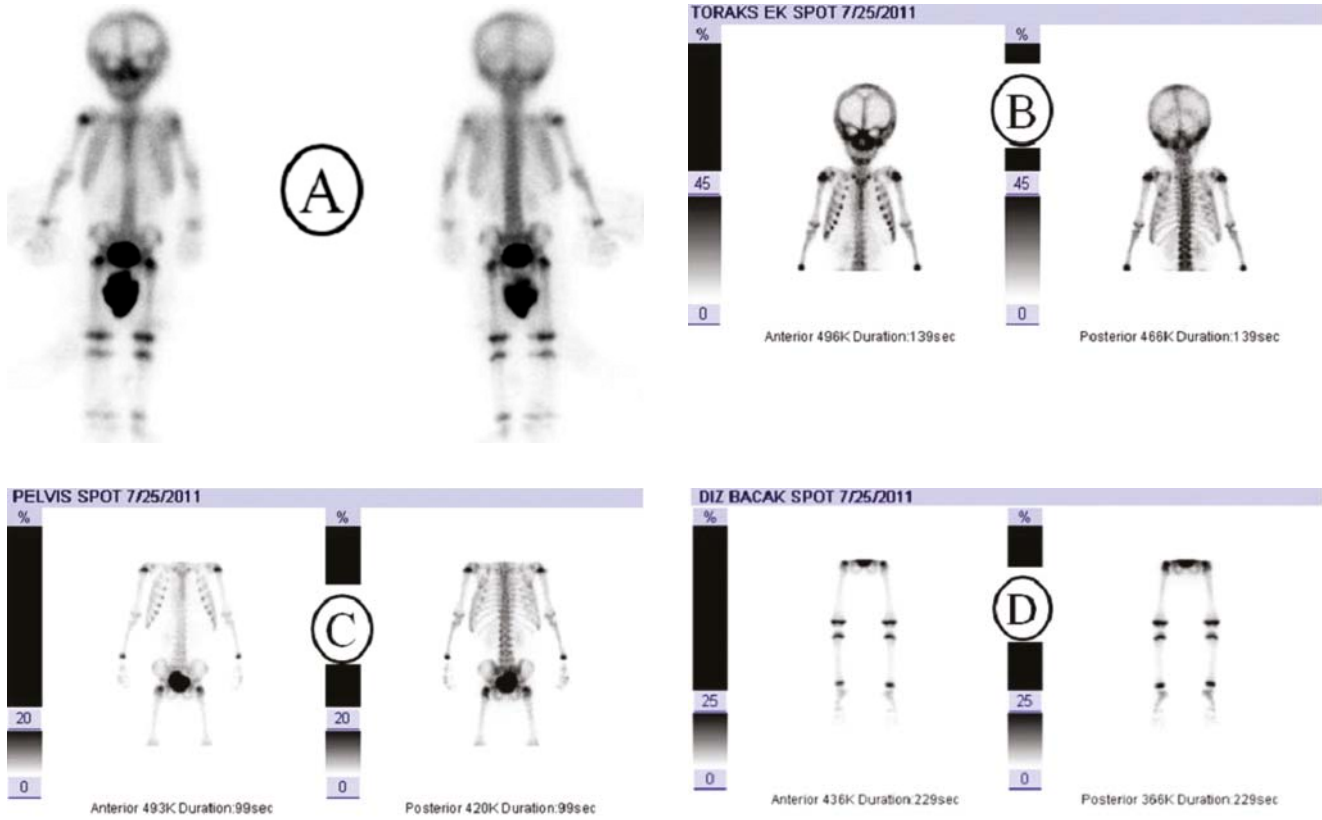 A
TORAKS EK SPOT 7/25/2011
% %
B
45 45
0 0
Anterior 496K Duration:139sec Posterior 466K Duration:139sec
PELVIS SPOT 7/25/2011
% %
C
20 20
0 0
Anterior 493K Duration:99sec Posterior 420K Duration:99sec
DIZ BACAK SPOT 7/25/2011
% %
D
25 25
0 0
Anterior 436K Duration:229sec Posterior 366K Duration:229sec